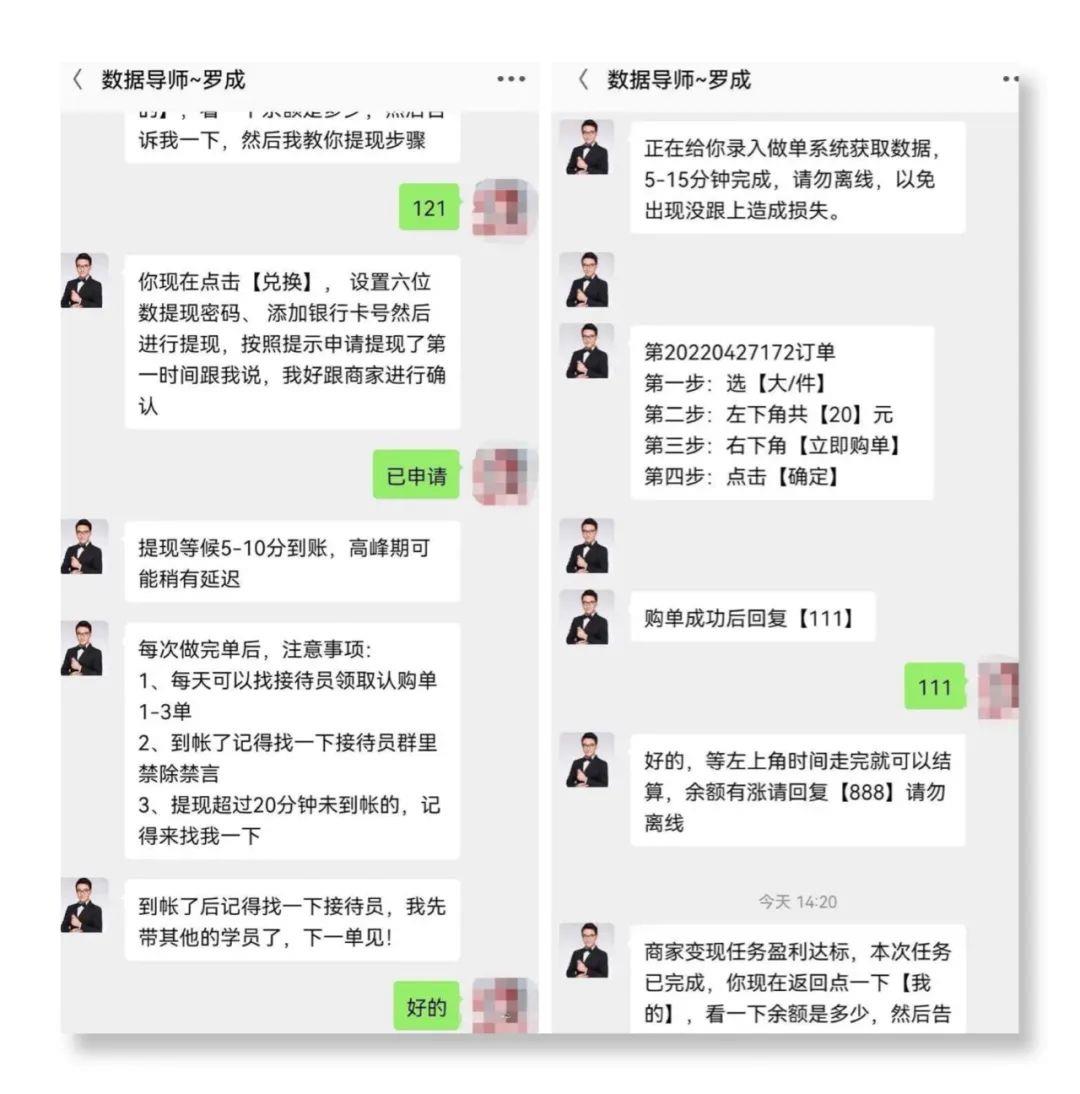 数据导师~罗成
诉我一下，然后我教你提现步骤
121
你现在点击【兑换】， 设置六位
数提现密码、 添加银行卡号然后
进行提现，按照提示申请提现了第
一时间跟我说，我好跟商家进行确
认
已申请
提现等候5-10分到账，高峰期可
能稍有延迟
每次做完单后，注意事项：
1、每天可以找接待员领取认购单
1-3单
2、到帐了记得找一下接待员群里
禁除禁言
3、提现超过20分钟未到帐的，记
得来找我一下
到帐了后记得找一下接待员，我先
带其他的学员了，下一单见！
好的
数据导师~罗成
正在给你录入做单系统获取数据，
5-15分钟完成，请勿离线，以免
出现没跟上造成损失。
第20220427172订单
第一步：选【大/件】
第二步：左下角共【20】元
第三步：右下角【立即购单】
第四步：点击【确定】
购单成功后回复【111】
111
好的，等左上角时间走完就可以结
算，余额有涨请回复【888】请勿
离线
今天 14:20
商家变现任务盈利达标，本次任务
已完成，你现在返回点一下【我
的】，看一下余额是多少，然后告